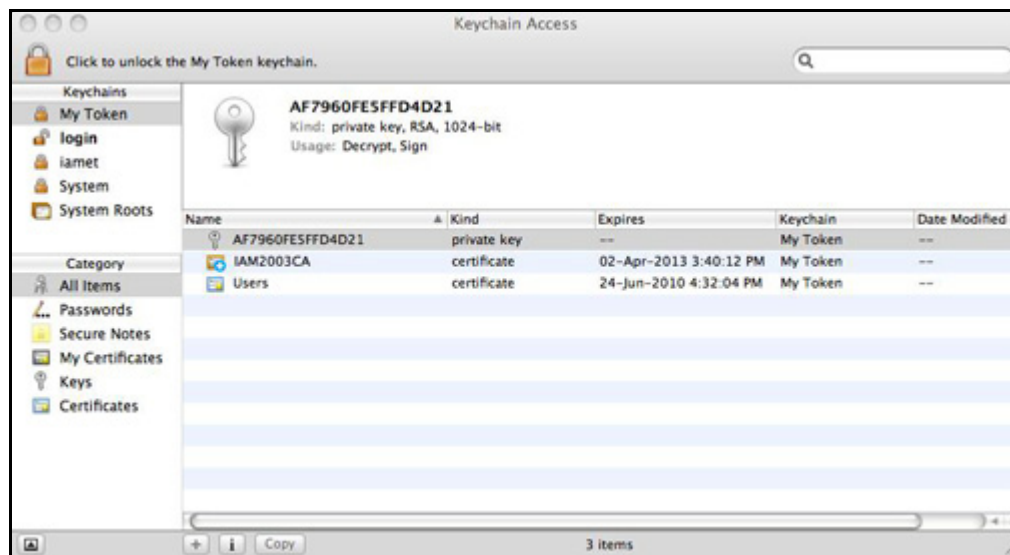 Keychain Access
Click to unlock the My Token keychain.
Keychains
My Token
login
iamet
System
System Roots
Category
All Items
Passwords
Secure Notes
My Certificates
Keys
Certificates
AF7960FE5FFD4D21
Kind: private key, RSA, 1024-bit
Usage: Decrypt, Sign
Name Kind Expires Keychain Date Modified
AF7960FE5FFD4D21 private key -- My Token --
IAM2003CA certificate 02-Apr-2013 3:40:12 PM My Token --
Users certificate 24-Jun-2010 4:32:04 PM My Token --
+ i Copy 3 items